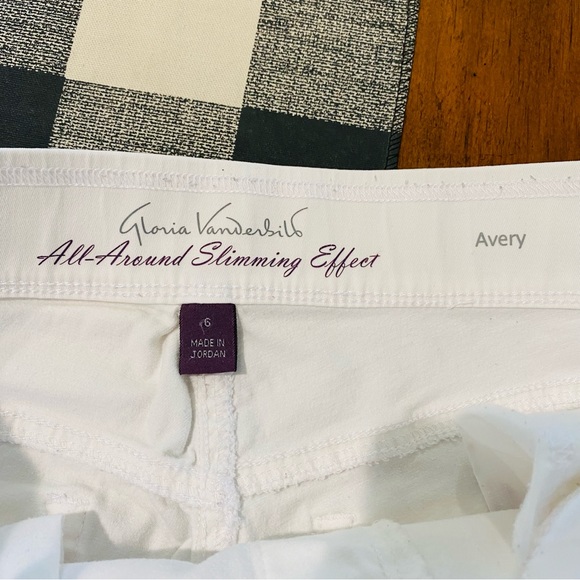 Gloria Vanderbilt
All-Around Slimming Effect
Avery
6
MADE IN
JORDAN